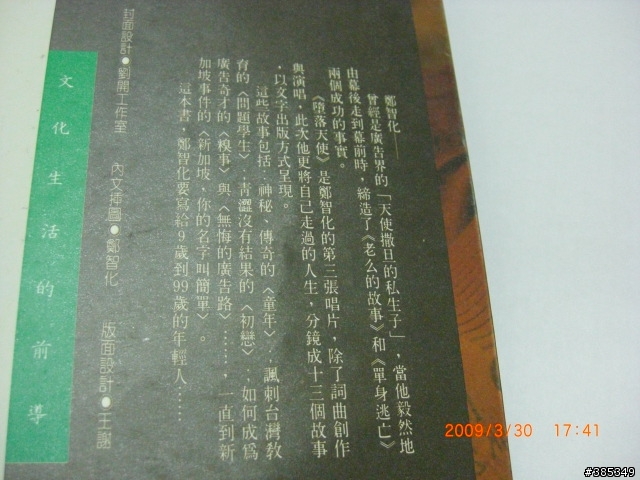 鄭智化——
曾經是廣告界的「天使撒旦的私生子」，當他毅然地
由幕後走到幕前時，締造了《老么的故事》和《單身逃亡》
兩個成功的事實。
《墮落天使》是鄭智化的第三張唱片，除了詞曲創作
與演唱，此次他更將自己走過的人生，分鏡成十三個故事
，以文字出版方式呈現。
這些故事包括：神秘、傳奇的〈童年〉；諷刺台灣教
育的〈問題學生〉；青澀沒有結果的〈初戀〉；如何成為
廣告奇才的〈糗事〉與〈無悔的廣告路〉……，一直到新
加坡事件的〈新加坡，你的名字叫簡單〉。
這本書，鄭智化要寫給9歲到99歲的年輕人……
封面設計●劉開工作室 內文插圖●鄭智化 版面設計●王謝
文化生活的前導
2009/3/30 17:41
#385349